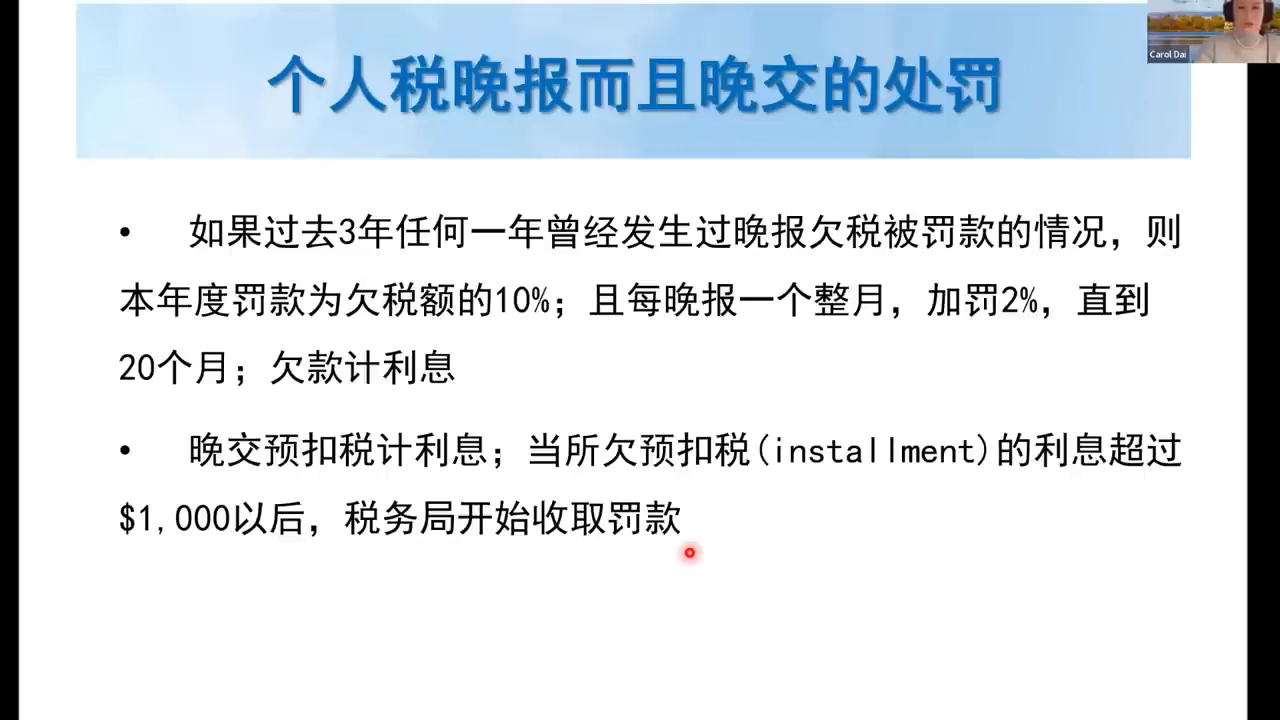 Carol Dai
个人税晚报而且晚交的处罚
• 如果过去3年任何一年曾经发生过晚报欠税被罚款的情况，则
本年度罚款为欠税额的10%；且每晚报一个整月，加罚2%，直到
20个月；欠款计利息
• 晚交预扣税计利息；当所欠预扣税(installment)的利息超过
$1,000以后，税务局开始收取罚款